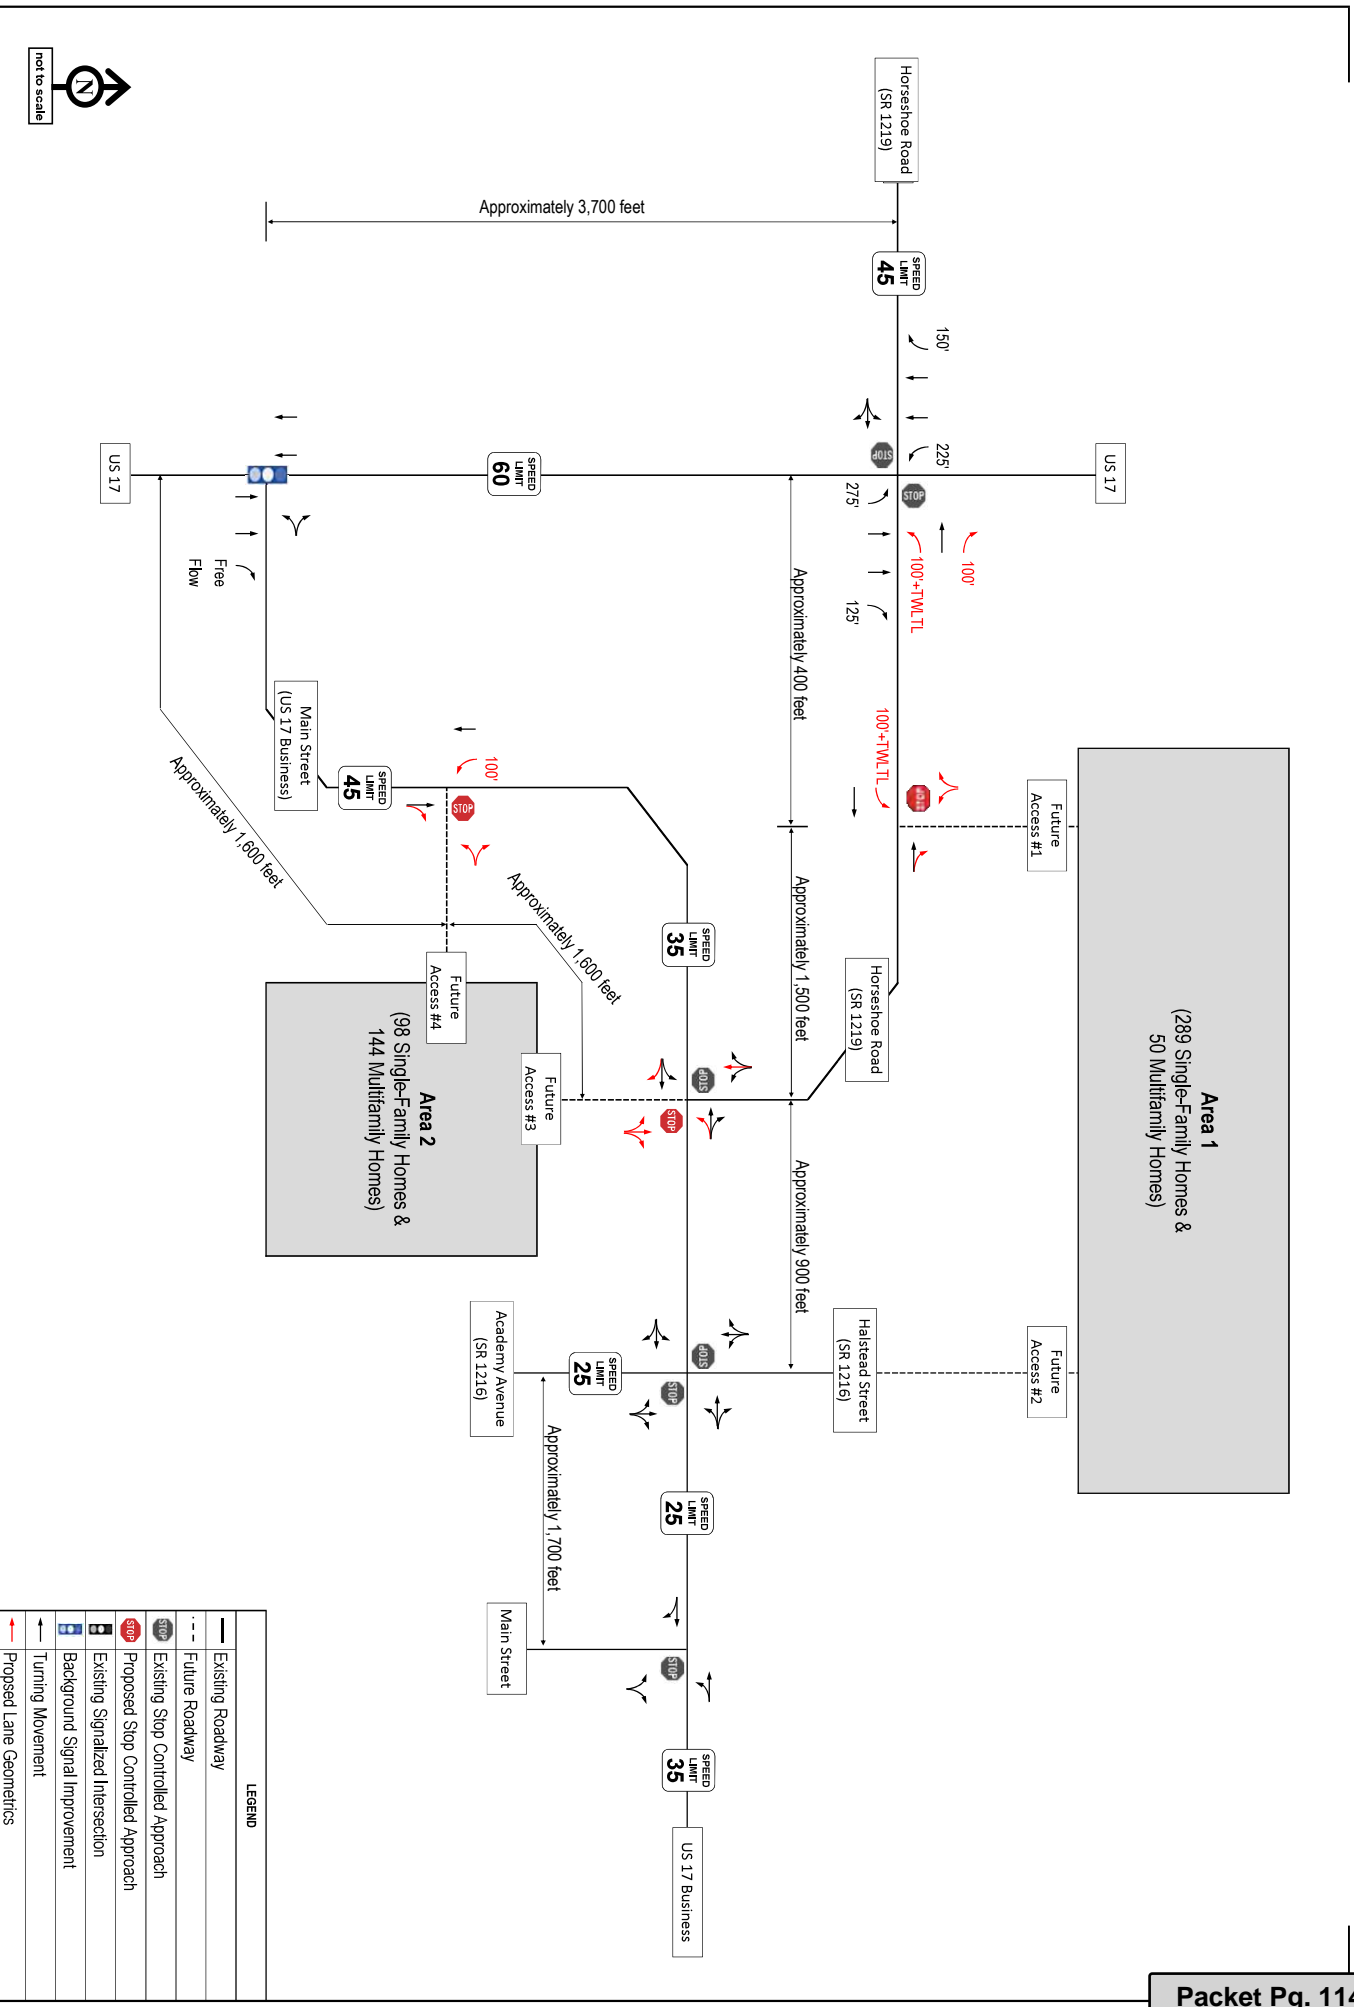 Horseshoe Road
(SR 1219)
SPEED
LIMIT
45
150'
225'
STOP
STOP
US 17
275'
100'
100'+TWLTL
125'
Approximately 3,700 feet
SPEED
LIMIT
60
Approximately 400 feet
100'+TWLTL
STOP
Future
Access #1
Area 1
(289 Single-Family Homes &
50 Multifamily Homes)
Approximately 1,500 feet
Horseshoe Road
(SR 1219)
Approximately 900 feet
Halstead Street
(SR 1216)
Future
Access #2
US 17
Free
Flow
Main Street
(US 17 Business)
SPEED
LIMIT
45
100'
STOP
Approximately 1,600 feet
Approximately 1,600 feet
SPEED
LIMIT
35
Future
Access #4
Future
Access #3
Area 2
(98 Single-Family Homes &
144 Multifamily Homes)
STOP
STOP
STOP
STOP
Academy Avenue
(SR 1216)
SPEED
LIMIT
25
SPEED
LIMIT
25
Approximately 1,700 feet
Main Street
STOP
SPEED
LIMIT
35
US 17 Business
N
not to scale
LEGEND
Existing Roadway
Future Roadway
STOP Existing Stop Controlled Approach
STOP Proposed Stop Controlled Approach
Existing Signalized Intersection
Background Signal Improvement
Turning Movement
Propsed Lane Geometrics
Packet Pg. 114